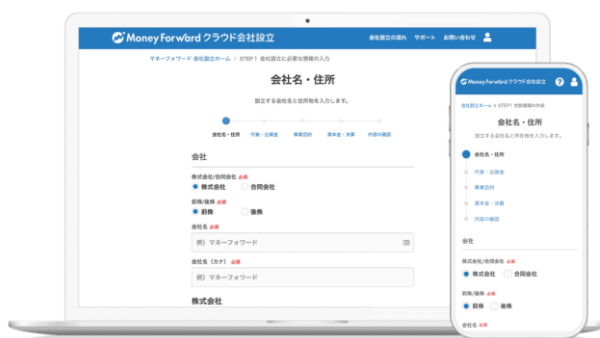 Money Forward クラウド会社設立
会社設立の流れ サポート お問い合わせ
マネーフォワード 会社設立ホーム > STEP1 会社設立に必要な情報の入力
会社名・住所
設立する会社名と住所地を入力します。
会社名・住所 代表・出資金 事業目的 資本金・決算 内容の確認
会社
株式会社/合同会社 必須
株式会社 合同会社
前株/後株 必須
前株 後株
会社名 必須
例）マネーフォワード
会社名（カナ） 必須
例）マネーフォワード
株式会社
Money Forward クラウド会社設立
会社設立ホーム > STEP1 定款情報の作成
会社名・住所
設立する会社名と所在地を入力します。
会社名・住所
代表・出資金
事業目的
資本金・決算
内容の確認
会社
株式会社/合同会社 必須
株式会社 合同会社
前株/後株 必須
前株 後株
会社名 必須